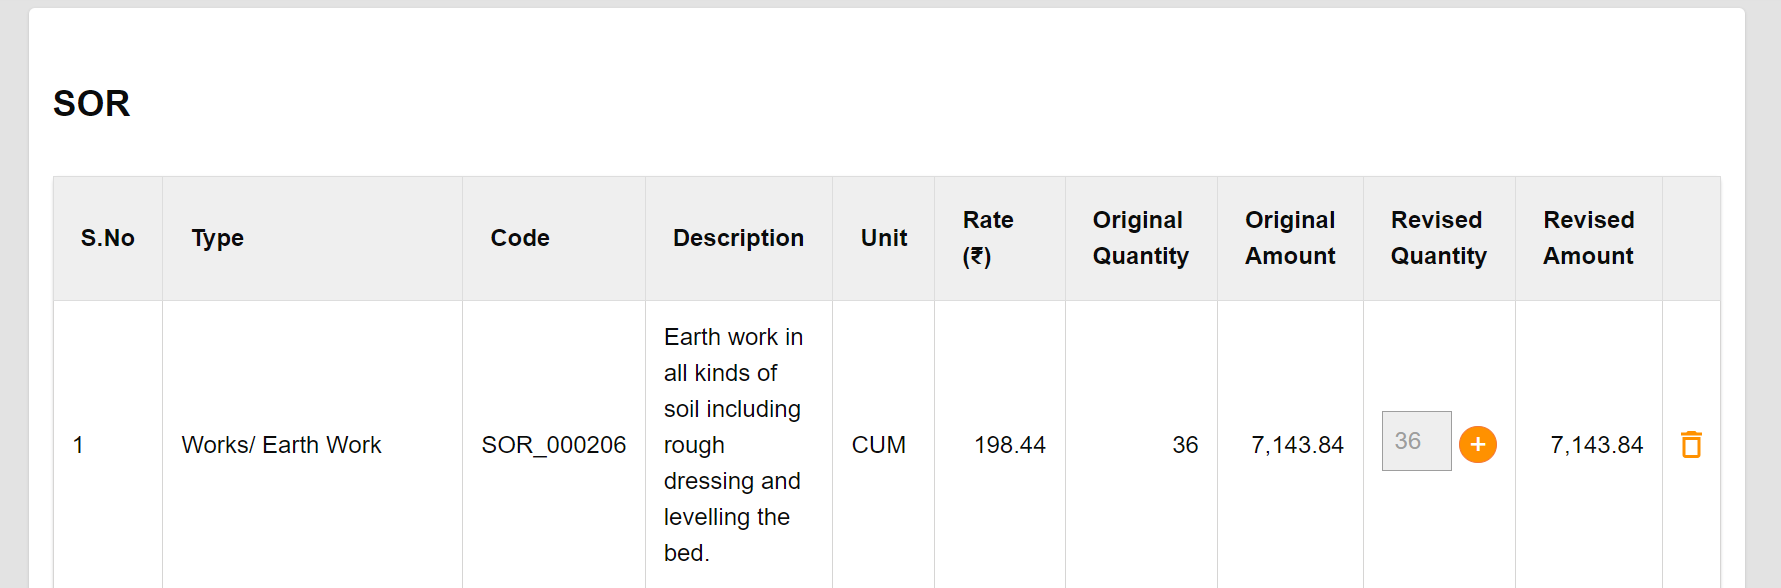 SOR
S.No Type Code Description Unit Rate (₹) Original Quantity Original Amount Revised Quantity Revised Amount
1 Works/ Earth Work SOR_000206 Earth work in all kinds of soil including rough dressing and levelling the bed. CUM 198.44 36 7,143.84 36 + 7,143.84